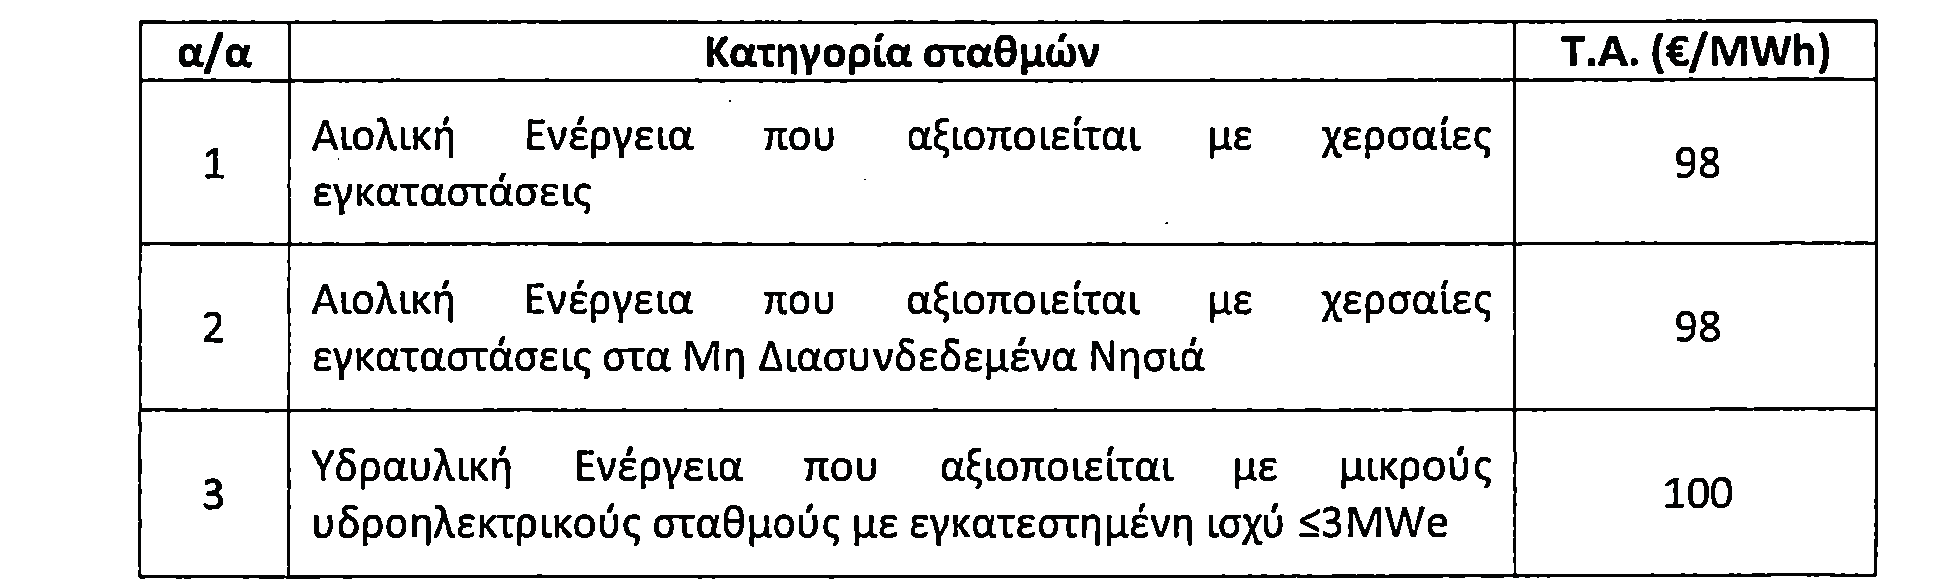 α/α Κατηγορία σταθμών Τ.Α. (€/MWh)
1 Αιολική Ενέργεια που αξιοποιείται με χερσαίες εγκαταστάσεις 98
2 Αιολική Ενέργεια που αξιοποιείται με χερσαίες εγκαταστάσεις στα Μη Διασυνδεδεμένα Νησιά 98
3 Υδραυλική Ενέργεια που αξιοποιείται με μικρούς υδροηλεκτρικούς σταθμούς με εγκατεστημένη ισχύ ≤3MWe 100